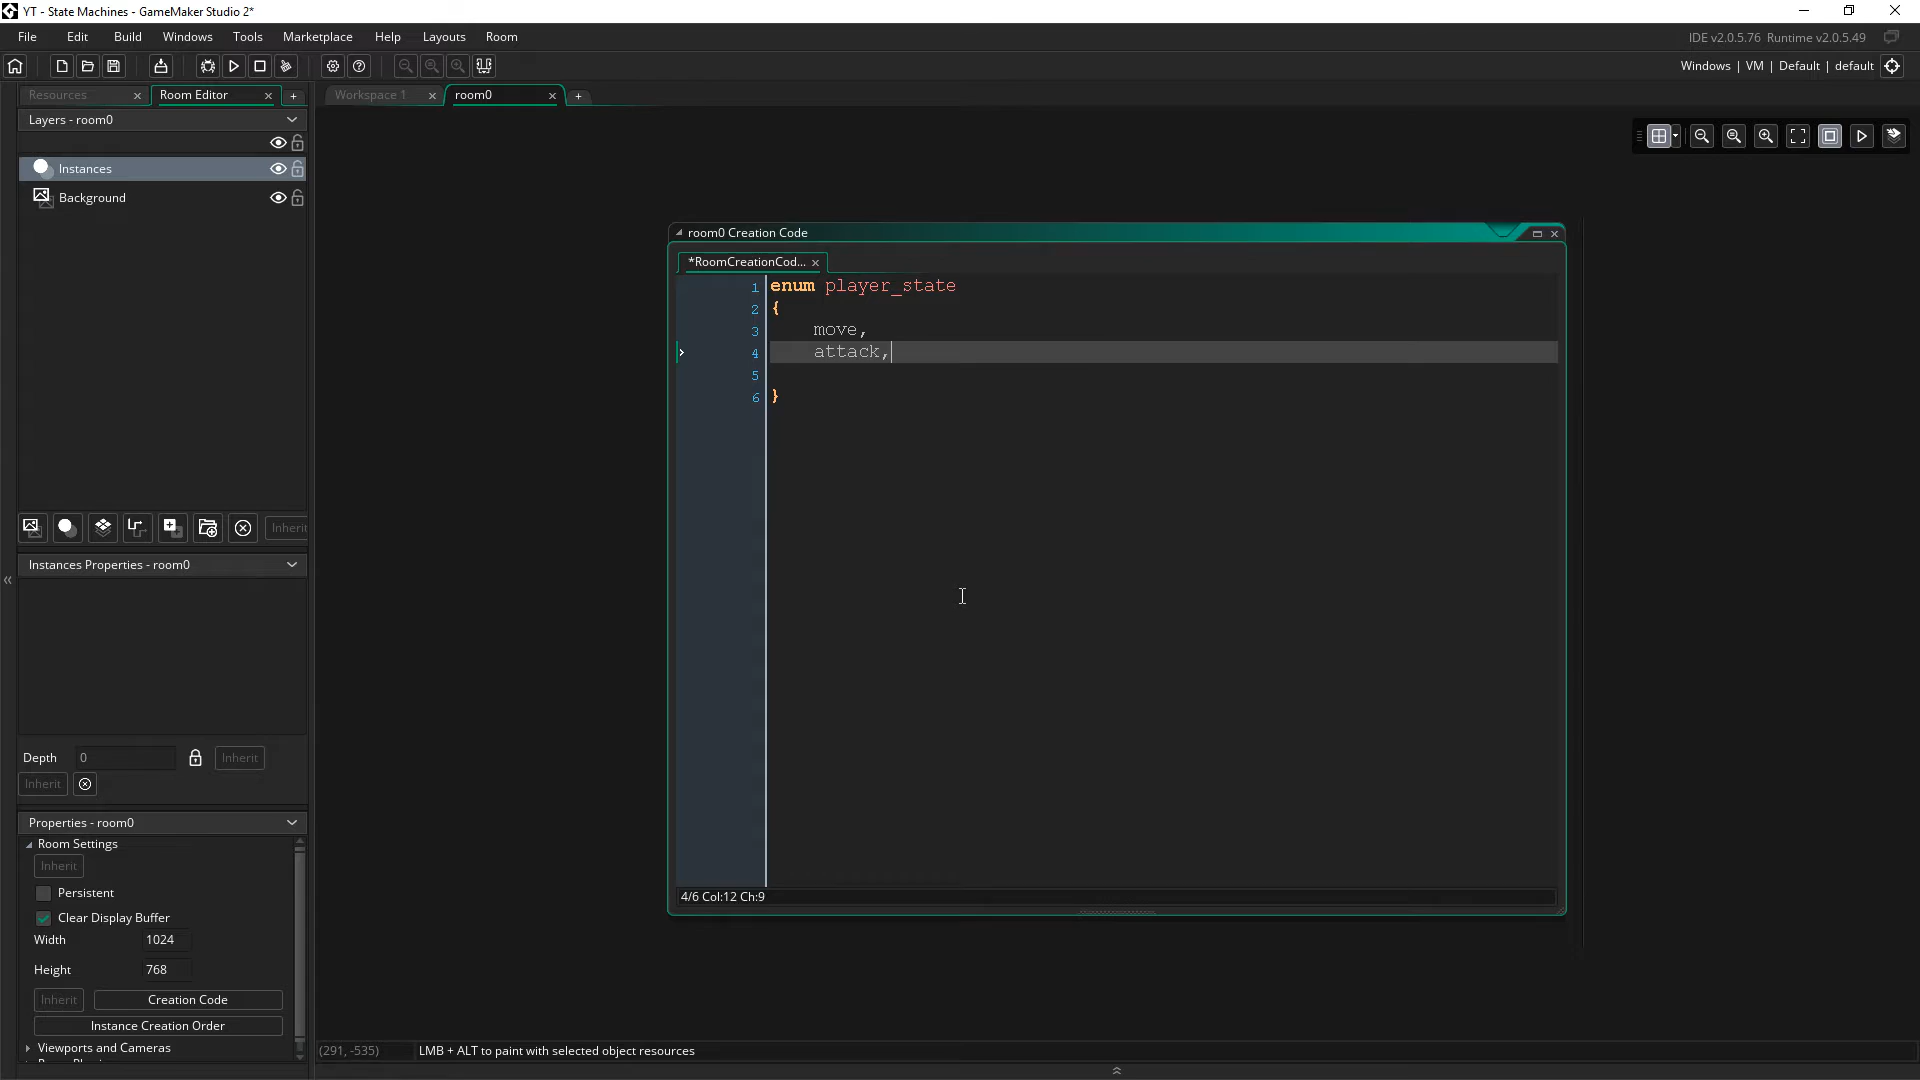 YT - State Machines - GameMaker Studio 2*
File Edit Build Windows Tools Marketplace Help Layouts Room
IDE v2.0.5.76 Runtime v2.0.5.49
Windows | VM | Default | default
Resources Room Editor
Workspace 1 room0
Layers - room0
Instances
Background
room0 Creation Code
*RoomCreationCod...
1 enum player_state
2 {
3 move,
4 attack,
5
6 }
Inherit
Instances Properties - room0
Depth 0 Inherit
Inherit
Properties - room0
Room Settings
Inherit
Persistent
4/6 Col:12 Ch:9
Clear Display Buffer
Width 1024
Height 768
Inherit Creation Code
Instance Creation Order
Viewports and Cameras
(291, -535) LMB + ALT to paint with selected object resources